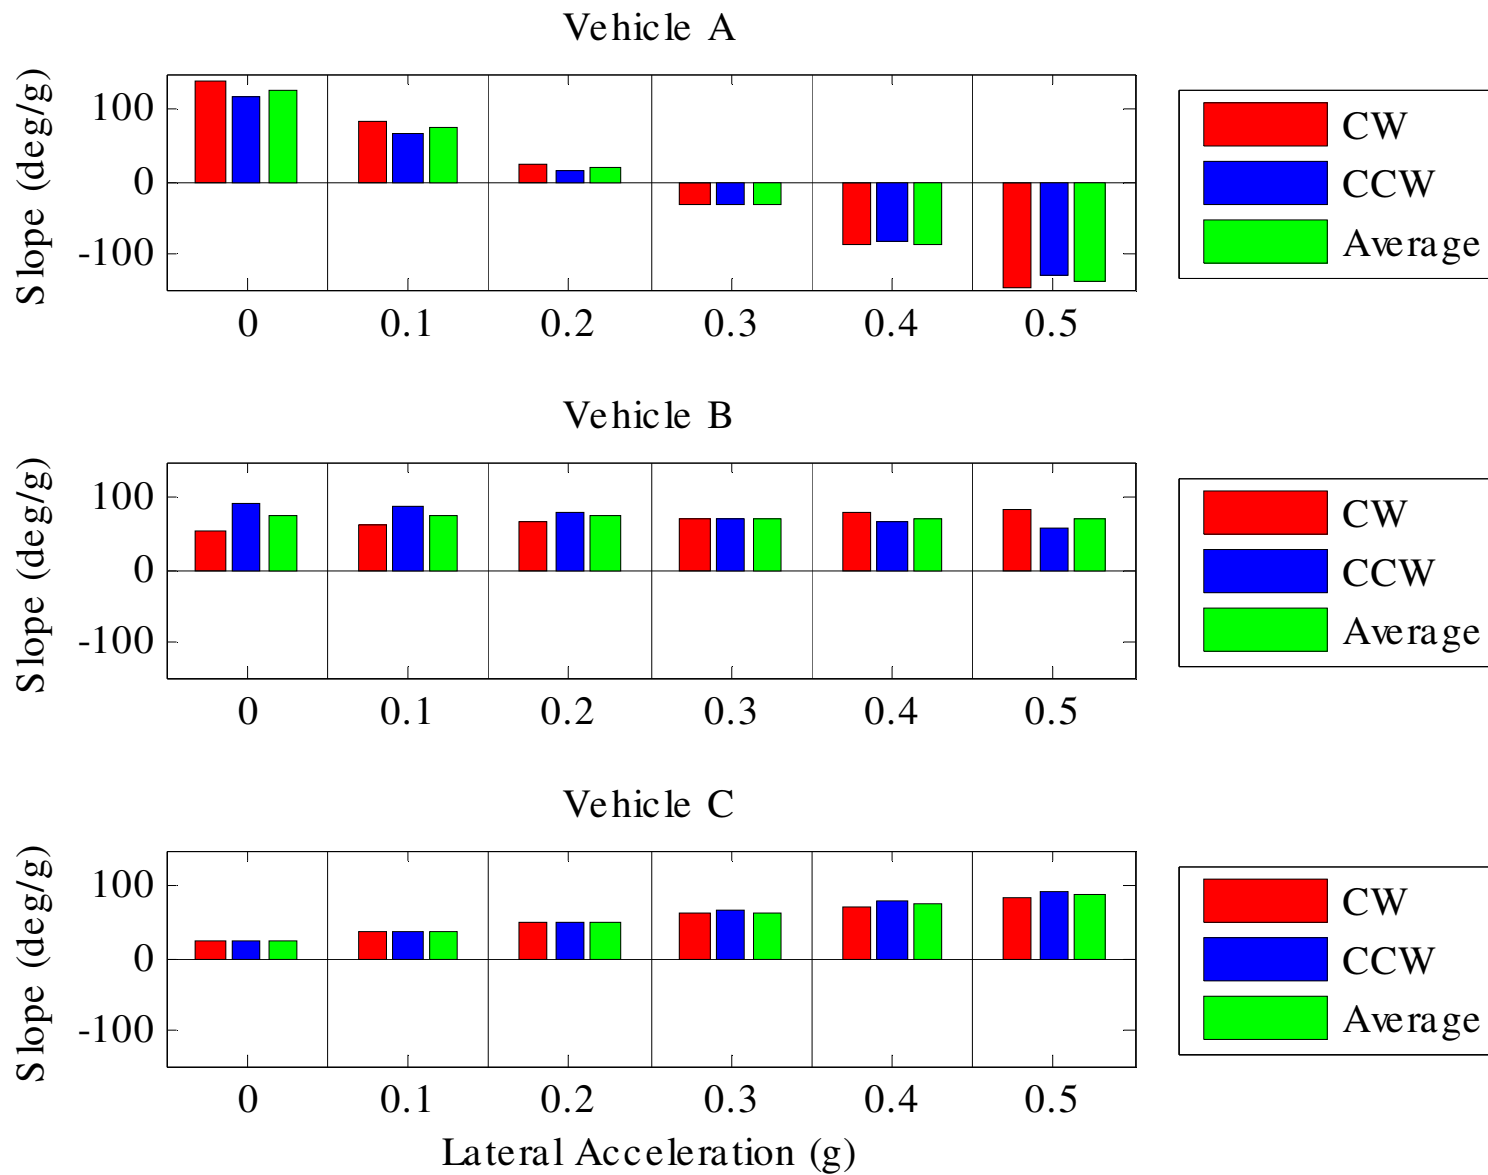 Vehicle A
Slope (deg/g)
100
0
-100
0 0.1 0.2 0.3 0.4 0.5
CW
CCW
Average
Vehicle B
Slope (deg/g)
100
0
-100
0 0.1 0.2 0.3 0.4 0.5
CW
CCW
Average
Vehicle C
Slope (deg/g)
100
0
-100
0 0.1 0.2 0.3 0.4 0.5
Lateral Acceleration (g)
CW
CCW
Average